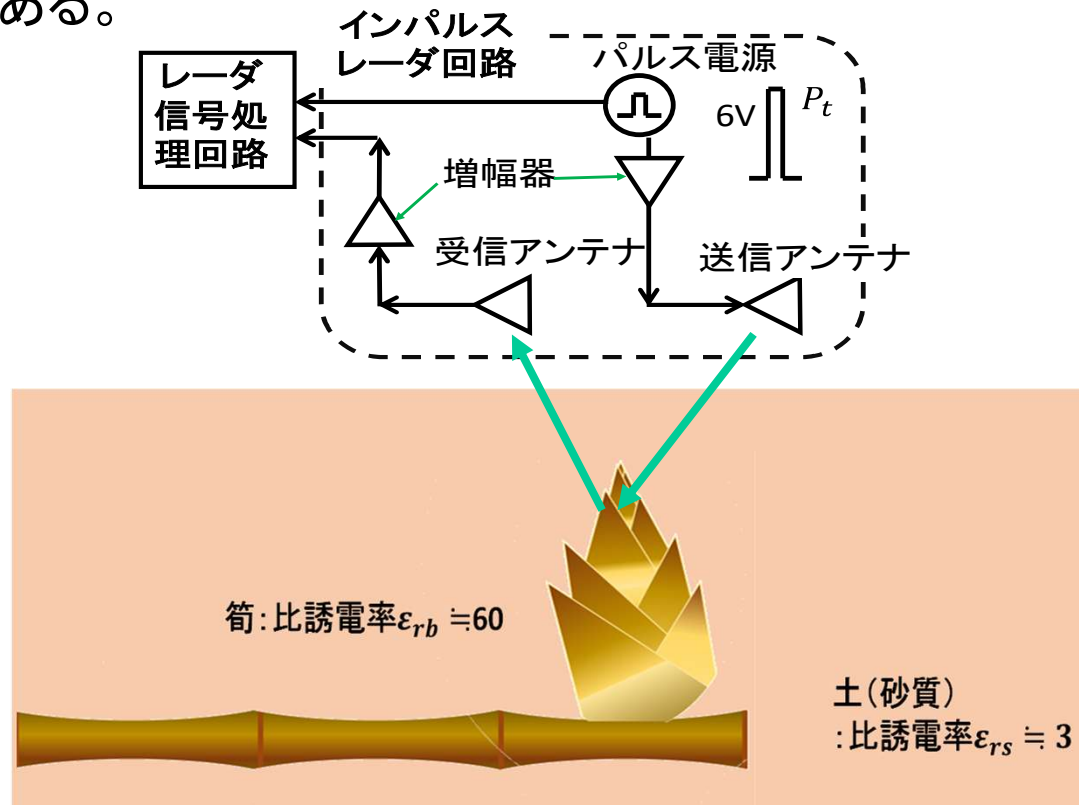 ある。
インパルス
レーダ回路
レーダ
信号処
理回路
パルス電源
6V
P_t
増幅器
受信アンテナ
送信アンテナ
筍：比誘電率ε_rb ≒60
土（砂質）
：比誘電率ε_rs ≒ 3